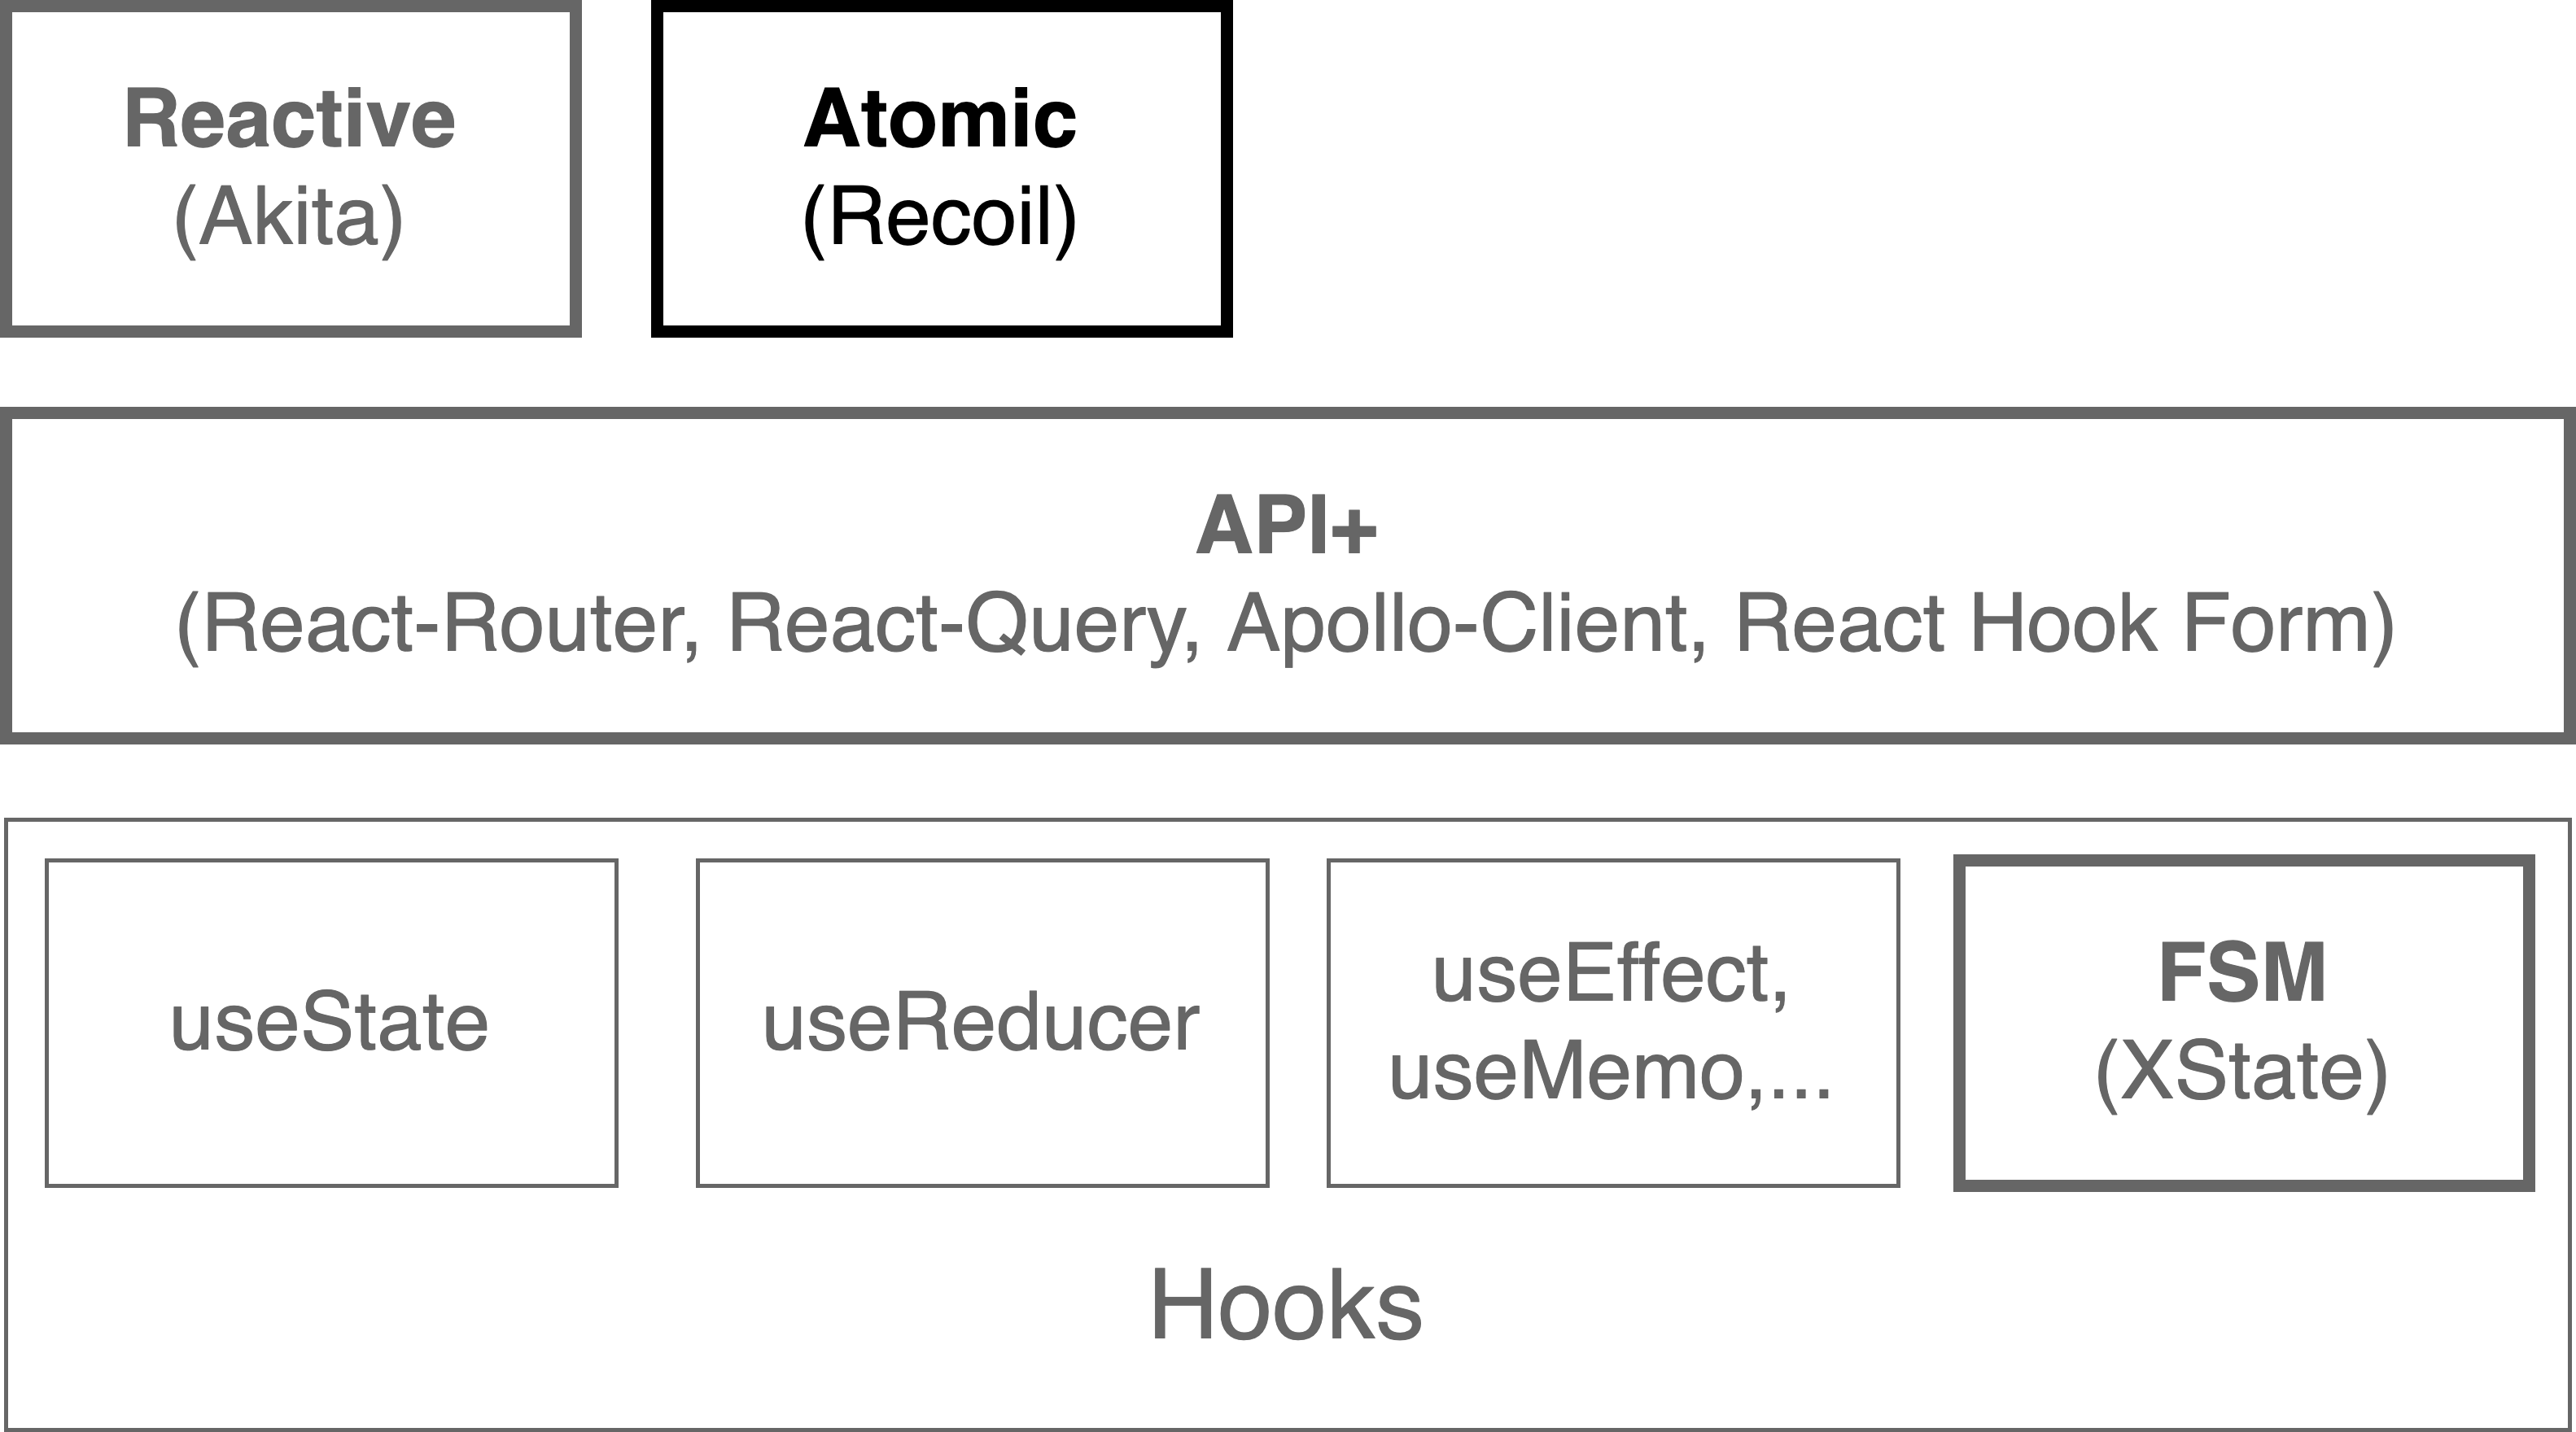 Reactive
(Akita)
Atomic
(Recoil)
API+
(React-Router, React-Query, Apollo-Client, React Hook Form)
useState
useReducer
useEffect,
useMemo,...
FSM
(XState)
Hooks